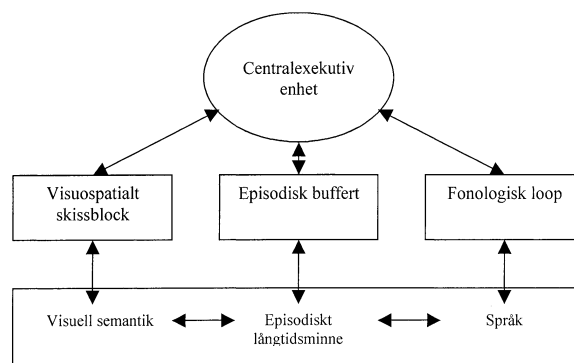 Centralexekutiv
enhet
Visuospatialt
skissblock
Episodisk buffert
Fonologisk loop
Visuell semantik
Episodiskt
långtidsminne
Språk